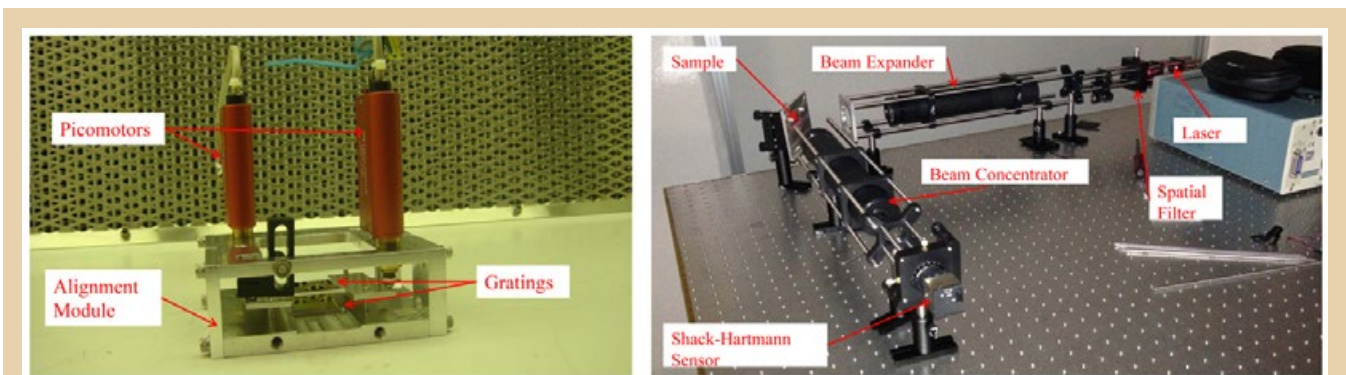 Picomotors
Alignment
Module
Gratings
Sample
Beam Expander
Laser
Beam Concentrator
Spatial
Filter
Shack-Hartmann
Sensor